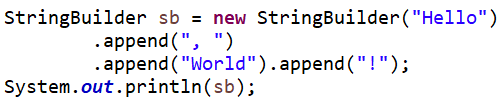 StringBuilder sb = new StringBuilder("Hello")
        .append(", ")
        .append("World").append("!");
System.out.println(sb);